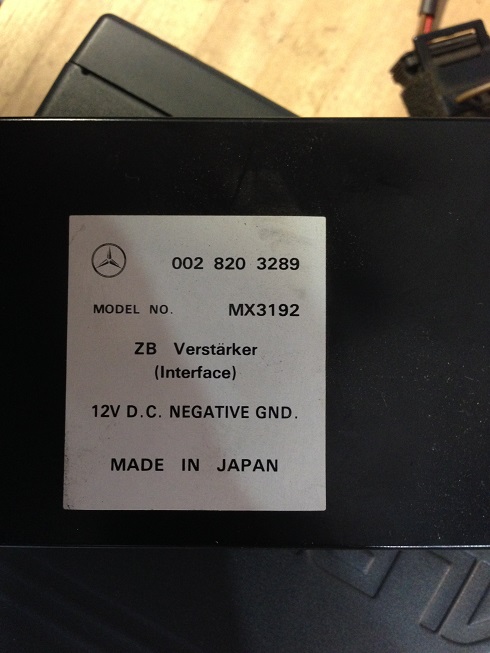 002 820 3289
MODEL NO. MX3192
ZB Verstärker
(Interface)
12V D.C. NEGATIVE GND.
MADE IN JAPAN